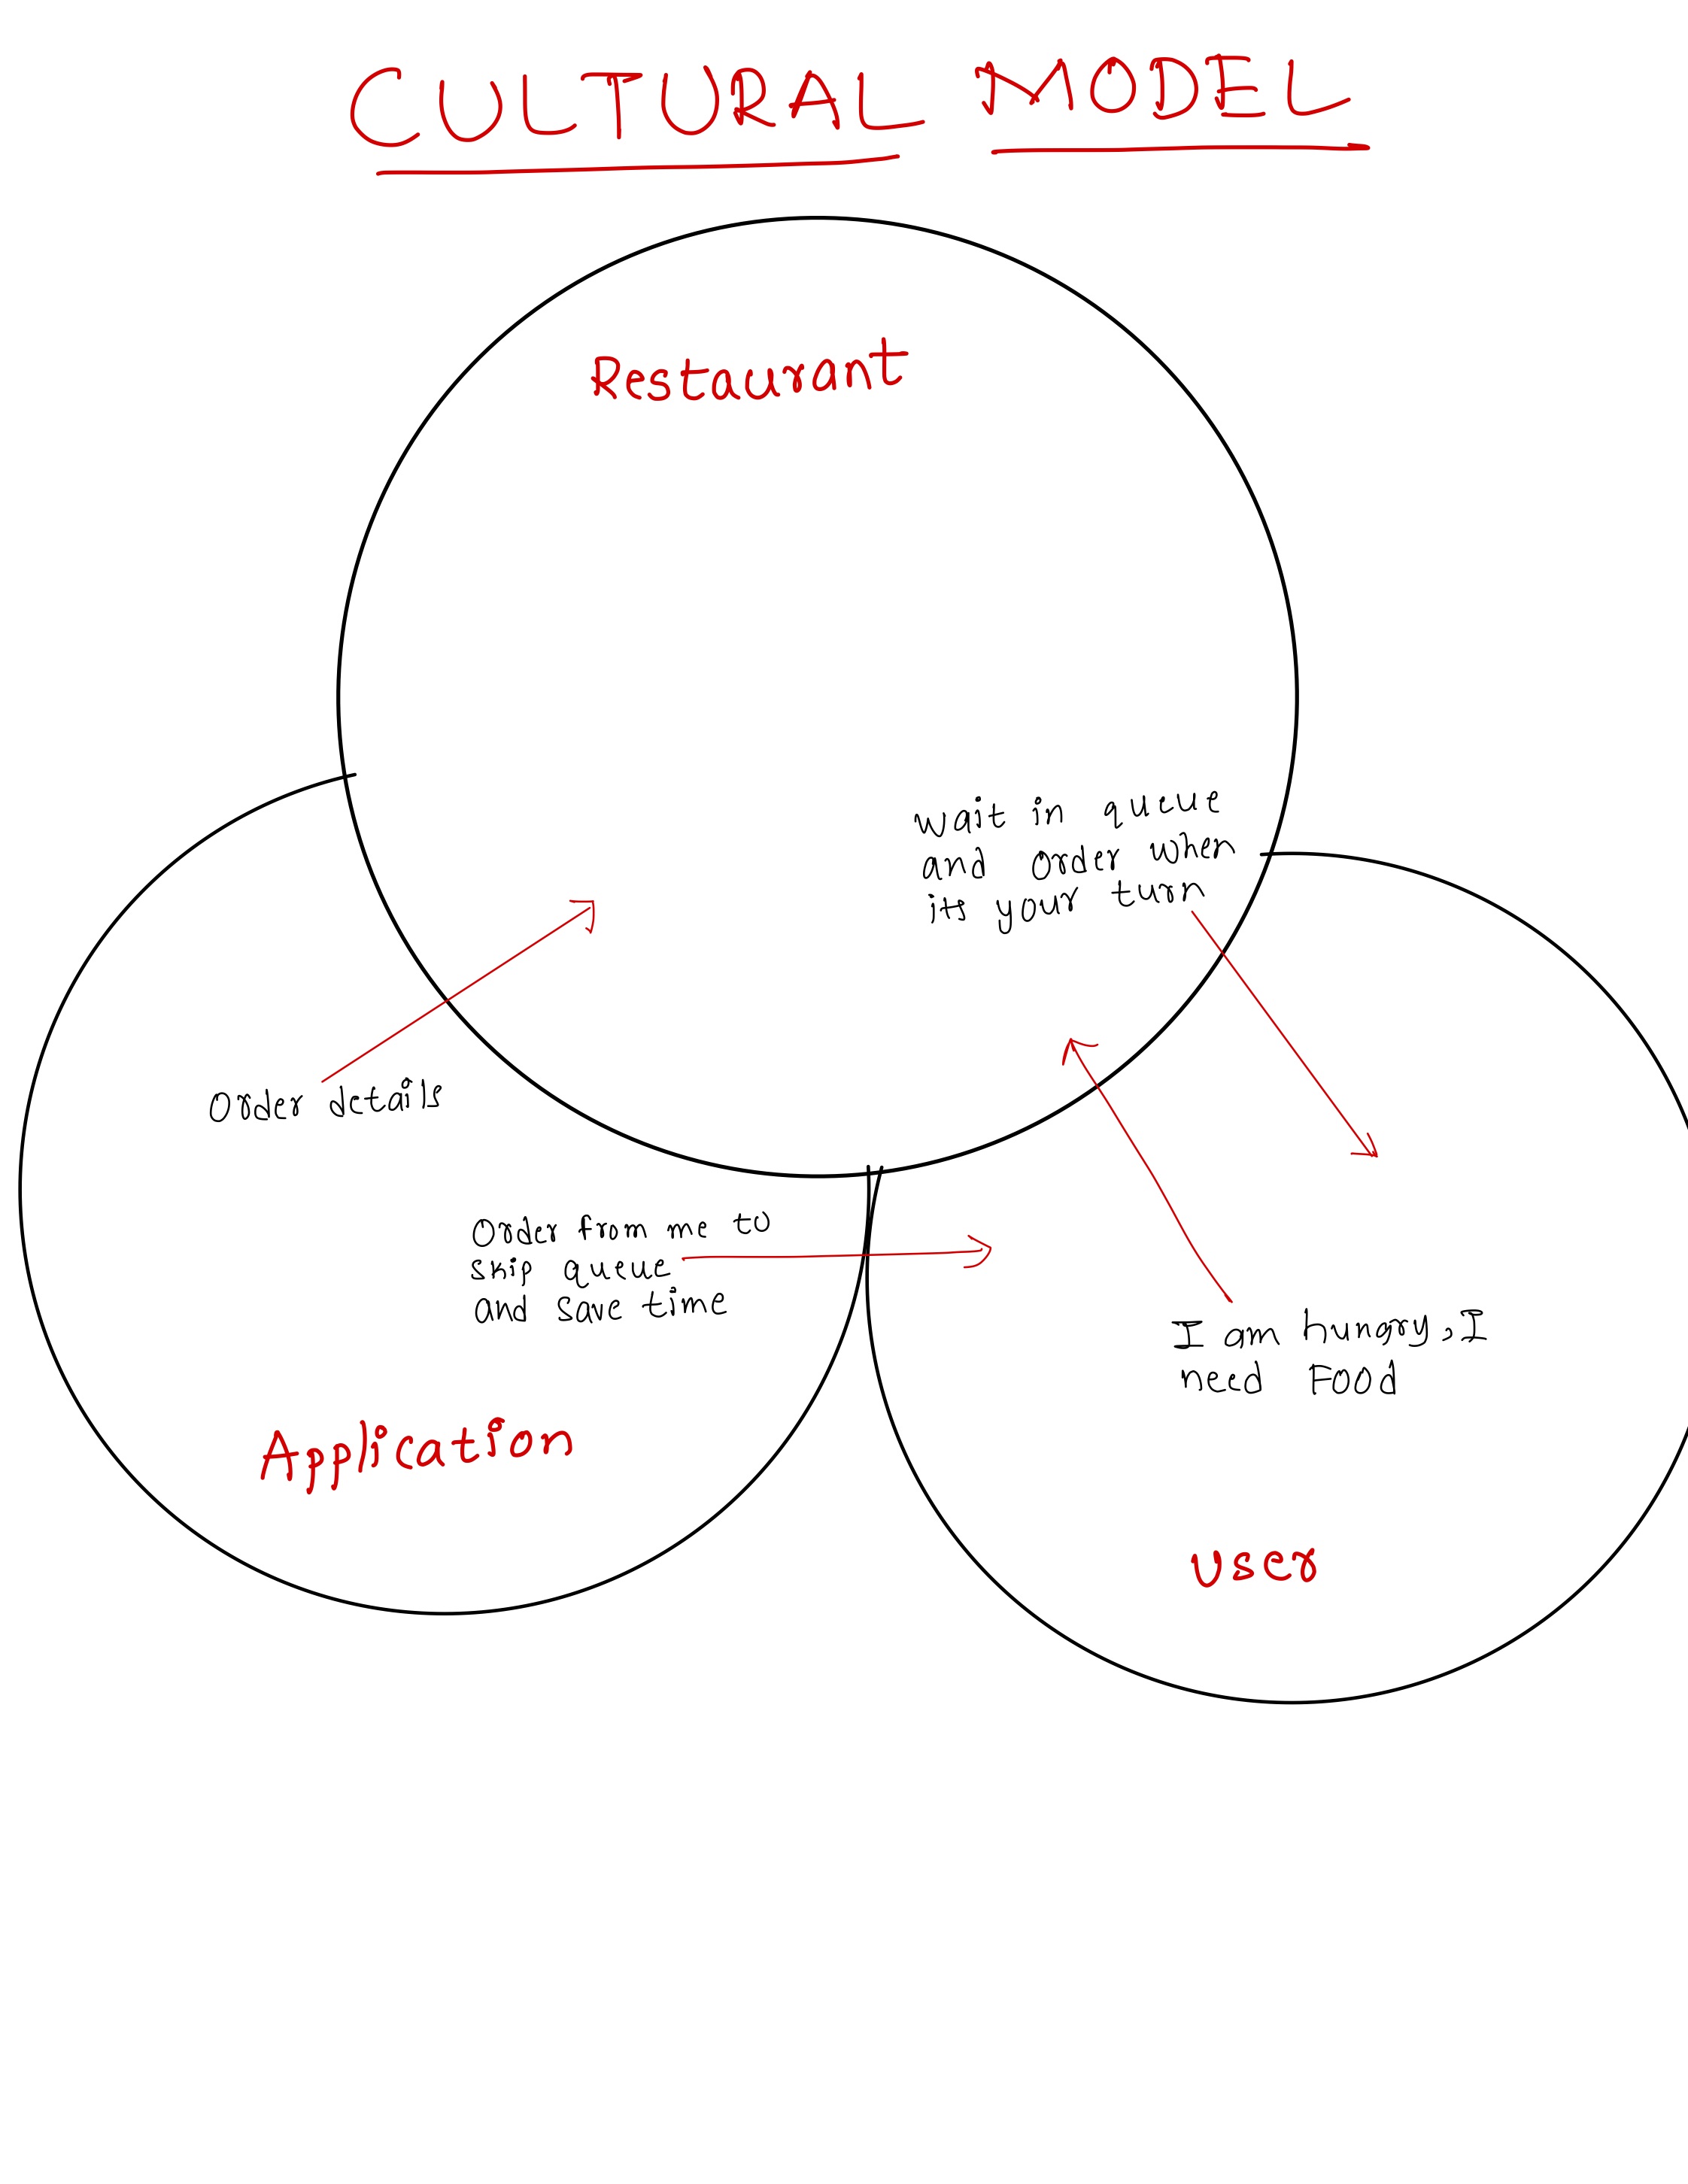 CULTURAL MODEL
Restaurant
Wait in queue
and order when
its your turn
Order details
Order from me to
skip queue
and save time
I am hungry, I
need Food
Application
User